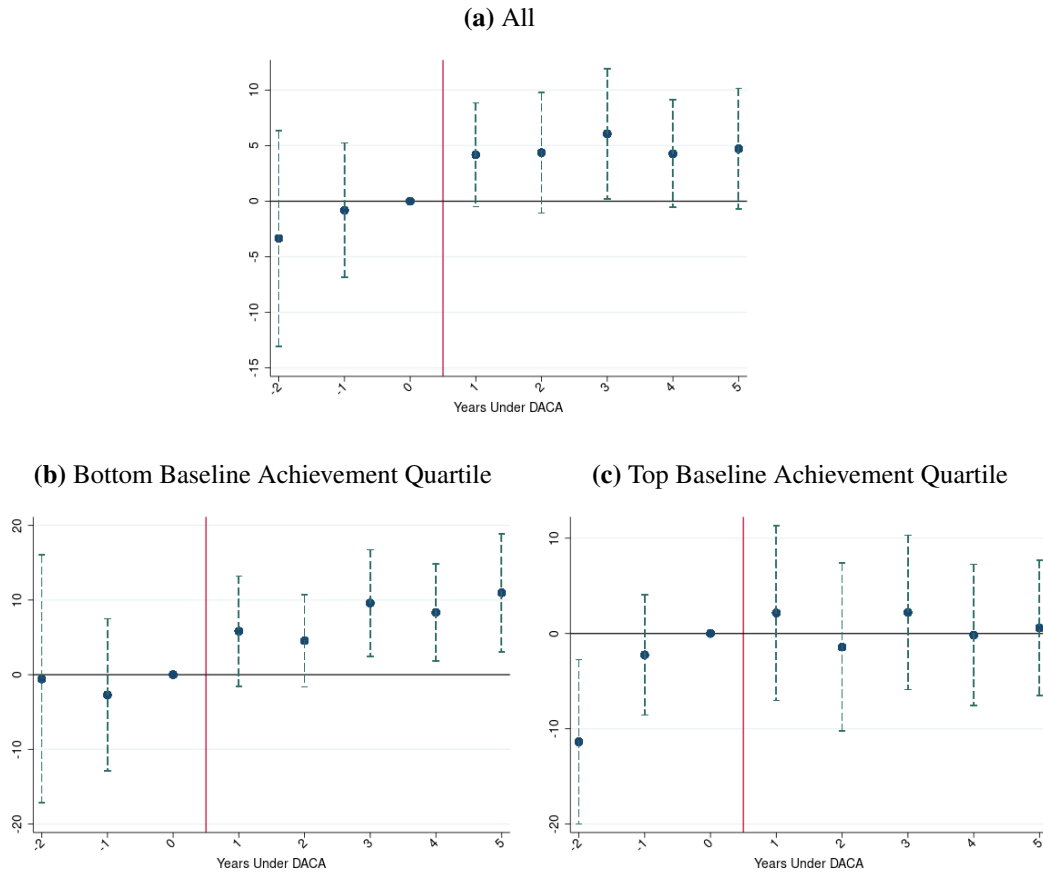 (a) All
10
5
0
-5
-10
-15
-2 -1 0 1 2 3 4 5
Years Under DACA
(b) Bottom Baseline Achievement Quartile
20
10
0
-10
-20
-2 -1 0 1 2 3 4 5
Years Under DACA
(c) Top Baseline Achievement Quartile
10
0
-10
-20
-2 -1 0 1 2 3 4 5
Years Under DACA